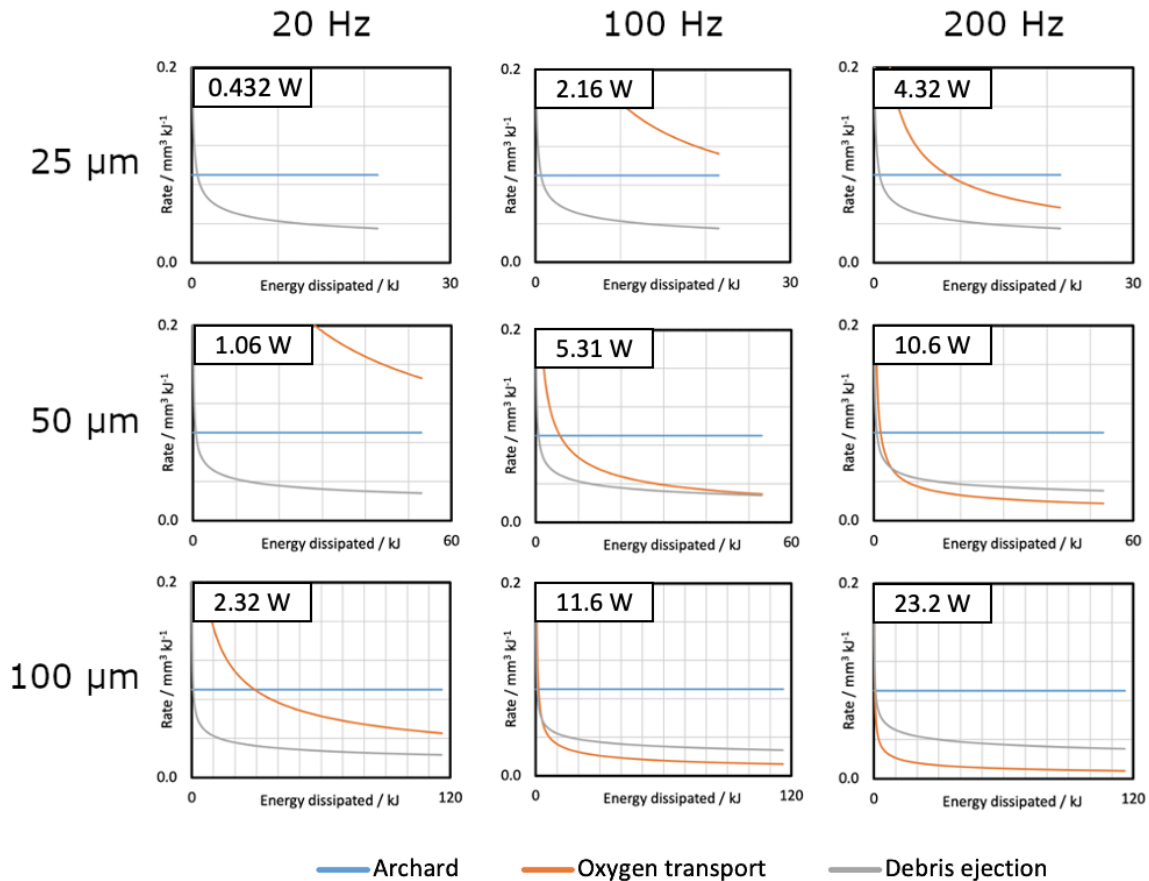 20 Hz 100 Hz 200 Hz
25 µm
0.2 0.432 W 0.2 2.16 W 0.2 4.32 W
Rate / mm³ kJ⁻¹ Rate / mm³ kJ⁻¹ Rate / mm³ kJ⁻¹
0.0 0.0 0.0
0 Energy dissipated / kJ 30 0 Energy dissipated / kJ 30 0 Energy dissipated / kJ 30
50 µm
0.2 1.06 W 0.2 5.31 W 0.2 10.6 W
Rate / mm³ kJ⁻¹ Rate / mm³ kJ⁻¹ Rate / mm³ kJ⁻¹
0.0 0.0 0.0
0 Energy dissipated / kJ 60 0 Energy dissipated / kJ 60 0 Energy dissipated / kJ 60
100 µm
0.2 2.32 W 0.2 11.6 W 0.2 23.2 W
Rate / mm³ kJ⁻¹ Rate / mm³ kJ⁻¹ Rate / mm³ kJ⁻¹
0.0 0.0 0.0
0 Energy dissipated / kJ 120 0 Energy dissipated / kJ 120 0 Energy dissipated / kJ 120
Archard Oxygen transport Debris ejection